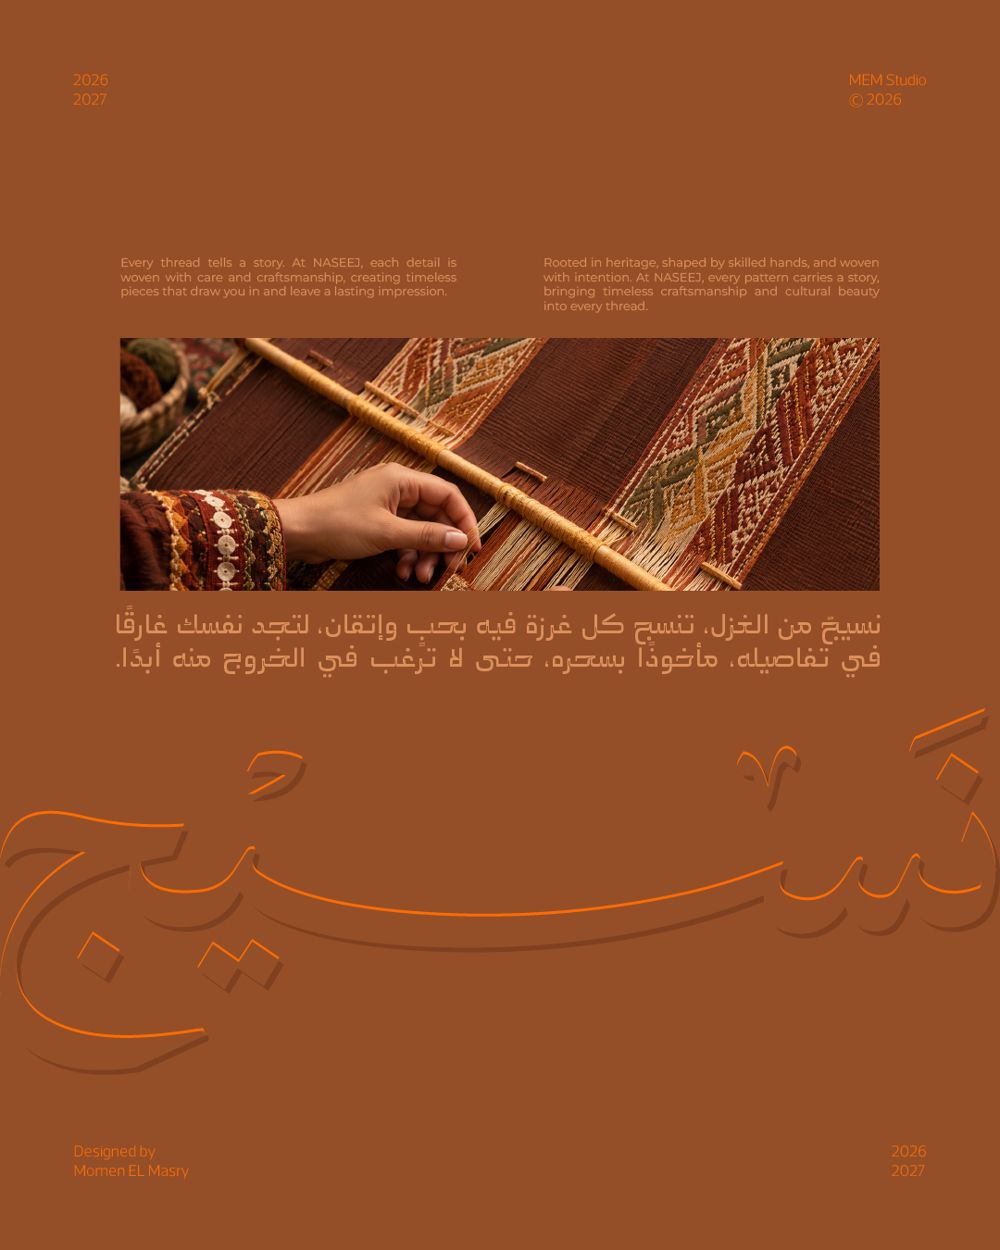 2026
2027
MEM Studio
© 2026
Every thread tells a story. At NASEEJ, each detail is
woven with care and craftsmanship, creating timeless
pieces that draw you in and leave a lasting impression.
Rooted in heritage, shaped by skilled hands, and woven
with intention. At NASEEJ, every pattern carries a story,
bringing timeless craftsmanship and cultural beauty
into every thread.
نسيجٌ من الغزل، تنسج كل غرزة فيه بحبٍ وإتقان، لتجد نفسك غارقًا
في تفاصيله، مأخوذًا بسحره، حتى لا ترغب في الخروج منه أبدًا.
نَسْيْج
Designed by
Momen EL Masry
2026
2027